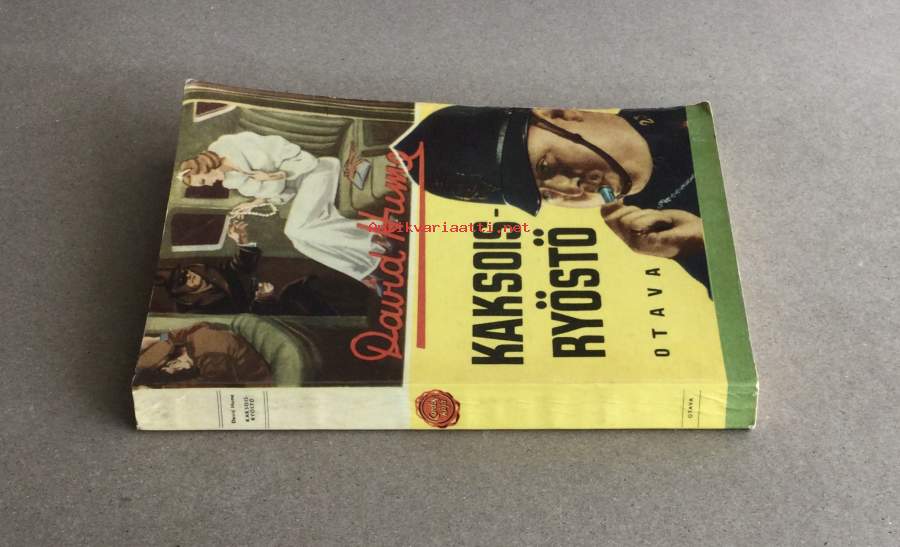 David Hume
KAKSOIS-
RYÖSTÖ
OTAVA
Antikvariaatti.net
David Hume
KAKSOIS-
RYÖSTÖ
OTAVA